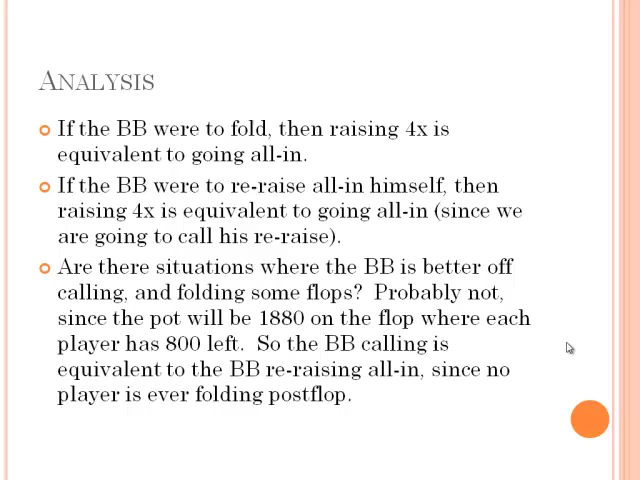 ANALYSIS
If the BB were to fold, then raising 4x is
equivalent to going all-in.
If the BB were to re-raise all-in himself, then
raising 4x is equivalent to going all-in (since we
are going to call his re-raise).
Are there situations where the BB is better off
calling, and folding some flops?  Probably not,
since the pot will be 1880 on the flop where each
player has 800 left.  So the BB calling is
equivalent to the BB re-raising all-in, since no
player is ever folding postflop.